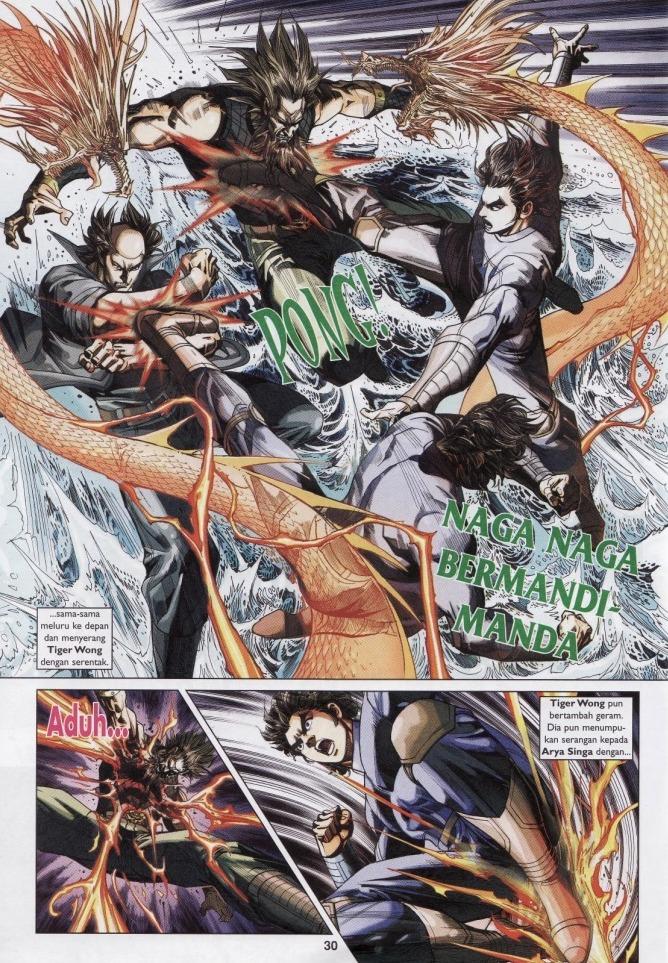 PONG!
NAGA NAGA
BERMANDI-
MANDA
...sama-sama
meluru ke depan
dan menyerang
Tiger Wong
dengan serentak.
Aduh...
Tiger Wong pun
bertambah geram.
Dia pun menumpu-
kan serangan kepada
Arya Singa dengan...
30